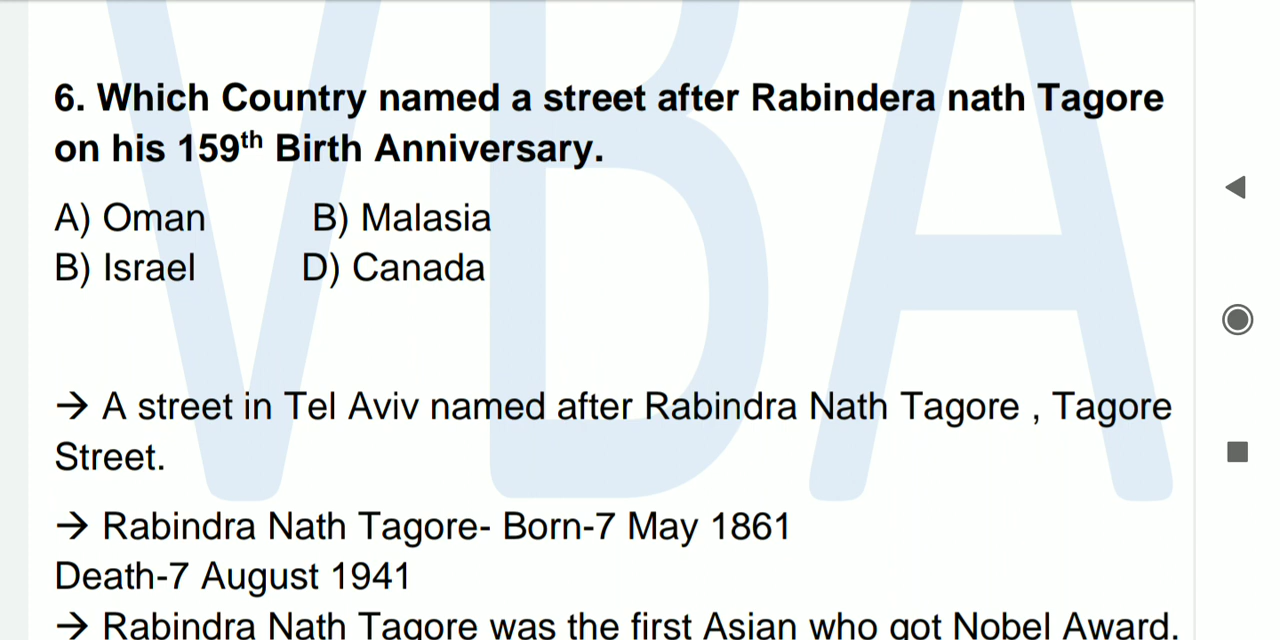 6. Which Country named a street after Rabindera nath Tagore
on his 159th Birth Anniversary.
A) Oman B) Malasia
B) Israel D) Canada
→ A street in Tel Aviv named after Rabindra Nath Tagore , Tagore
Street.
→ Rabindra Nath Tagore- Born-7 May 1861
Death-7 August 1941
→ Rabindra Nath Tagore was the first Asian who got Nobel Award.
VBA